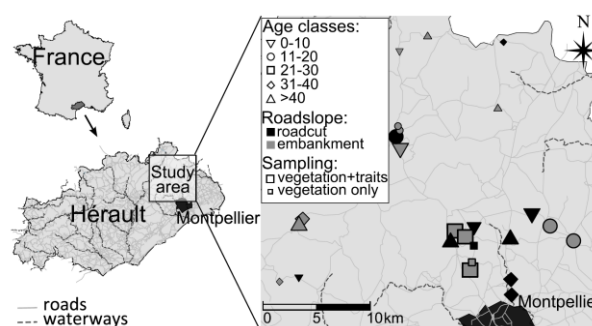 France
Hérault
Study
area
Montpellier
roads
waterways
Age classes:
0-10
11-20
21-30
31-40
>40
Roadslope:
roadcut
embankment
Sampling:
vegetation+traits
vegetation only
N
Montpellier
0 5 10km